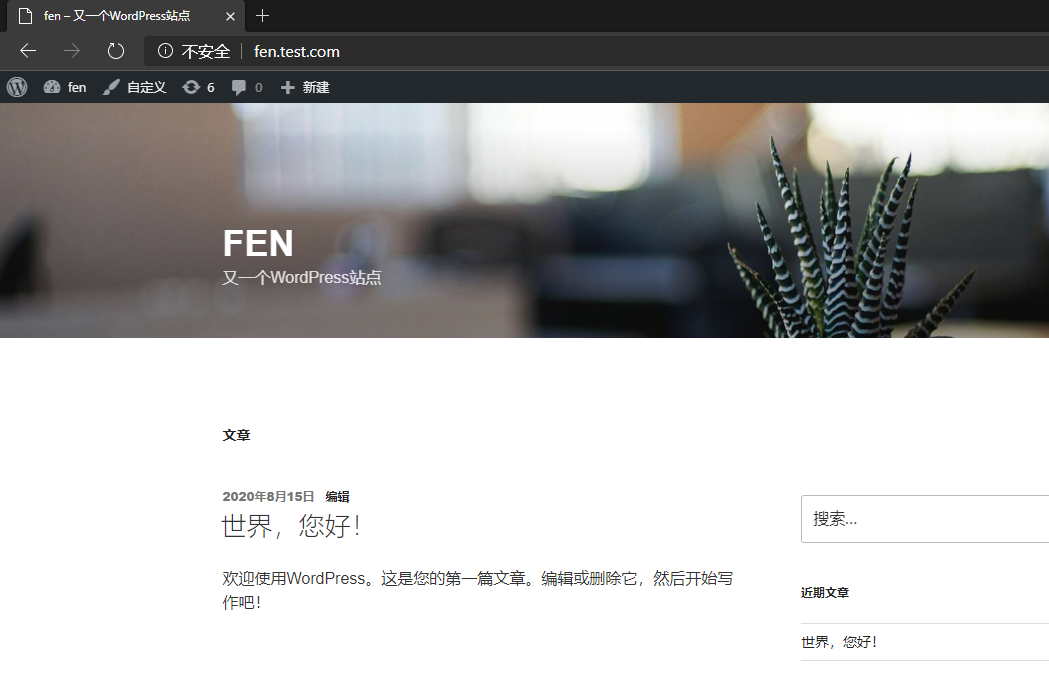 fen – 又一个WordPress站点
不安全 fen.test.com
fen 自定义 6 0 新建
FEN
又一个WordPress站点
文章
2020年8月15日 编辑
世界，您好！
欢迎使用WordPress。这是您的第一篇文章。编辑或删除它，然后开始写
作吧！
搜索...
近期文章
世界，您好！